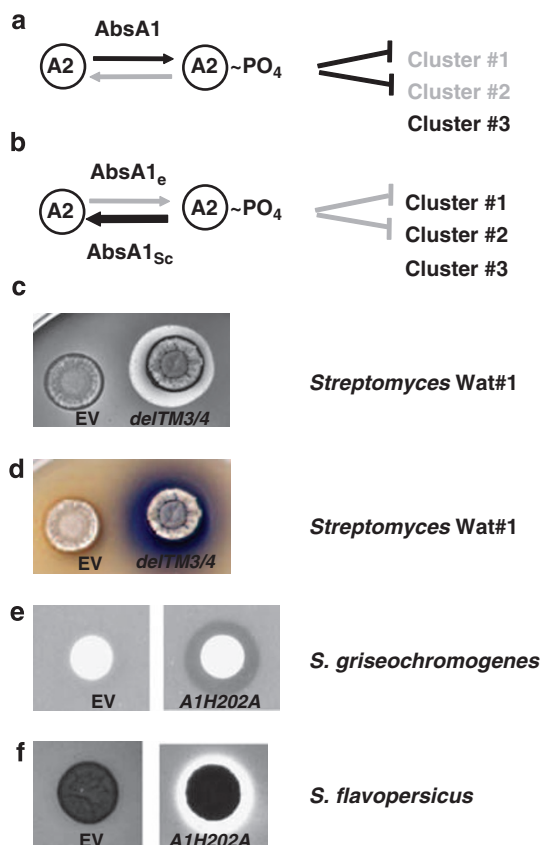 a
AbsA1
A2 A2 ~PO4
Cluster #1
Cluster #2
Cluster #3
b
AbsA1e
A2 A2 ~PO4
AbsA1Sc
Cluster #1
Cluster #2
Cluster #3
c
EV delTM3/4
Streptomyces Wat#1
d
EV delTM3/4
Streptomyces Wat#1
e
EV A1H202A
S. griseochromogenes
f
EV A1H202A
S. flavopersicus